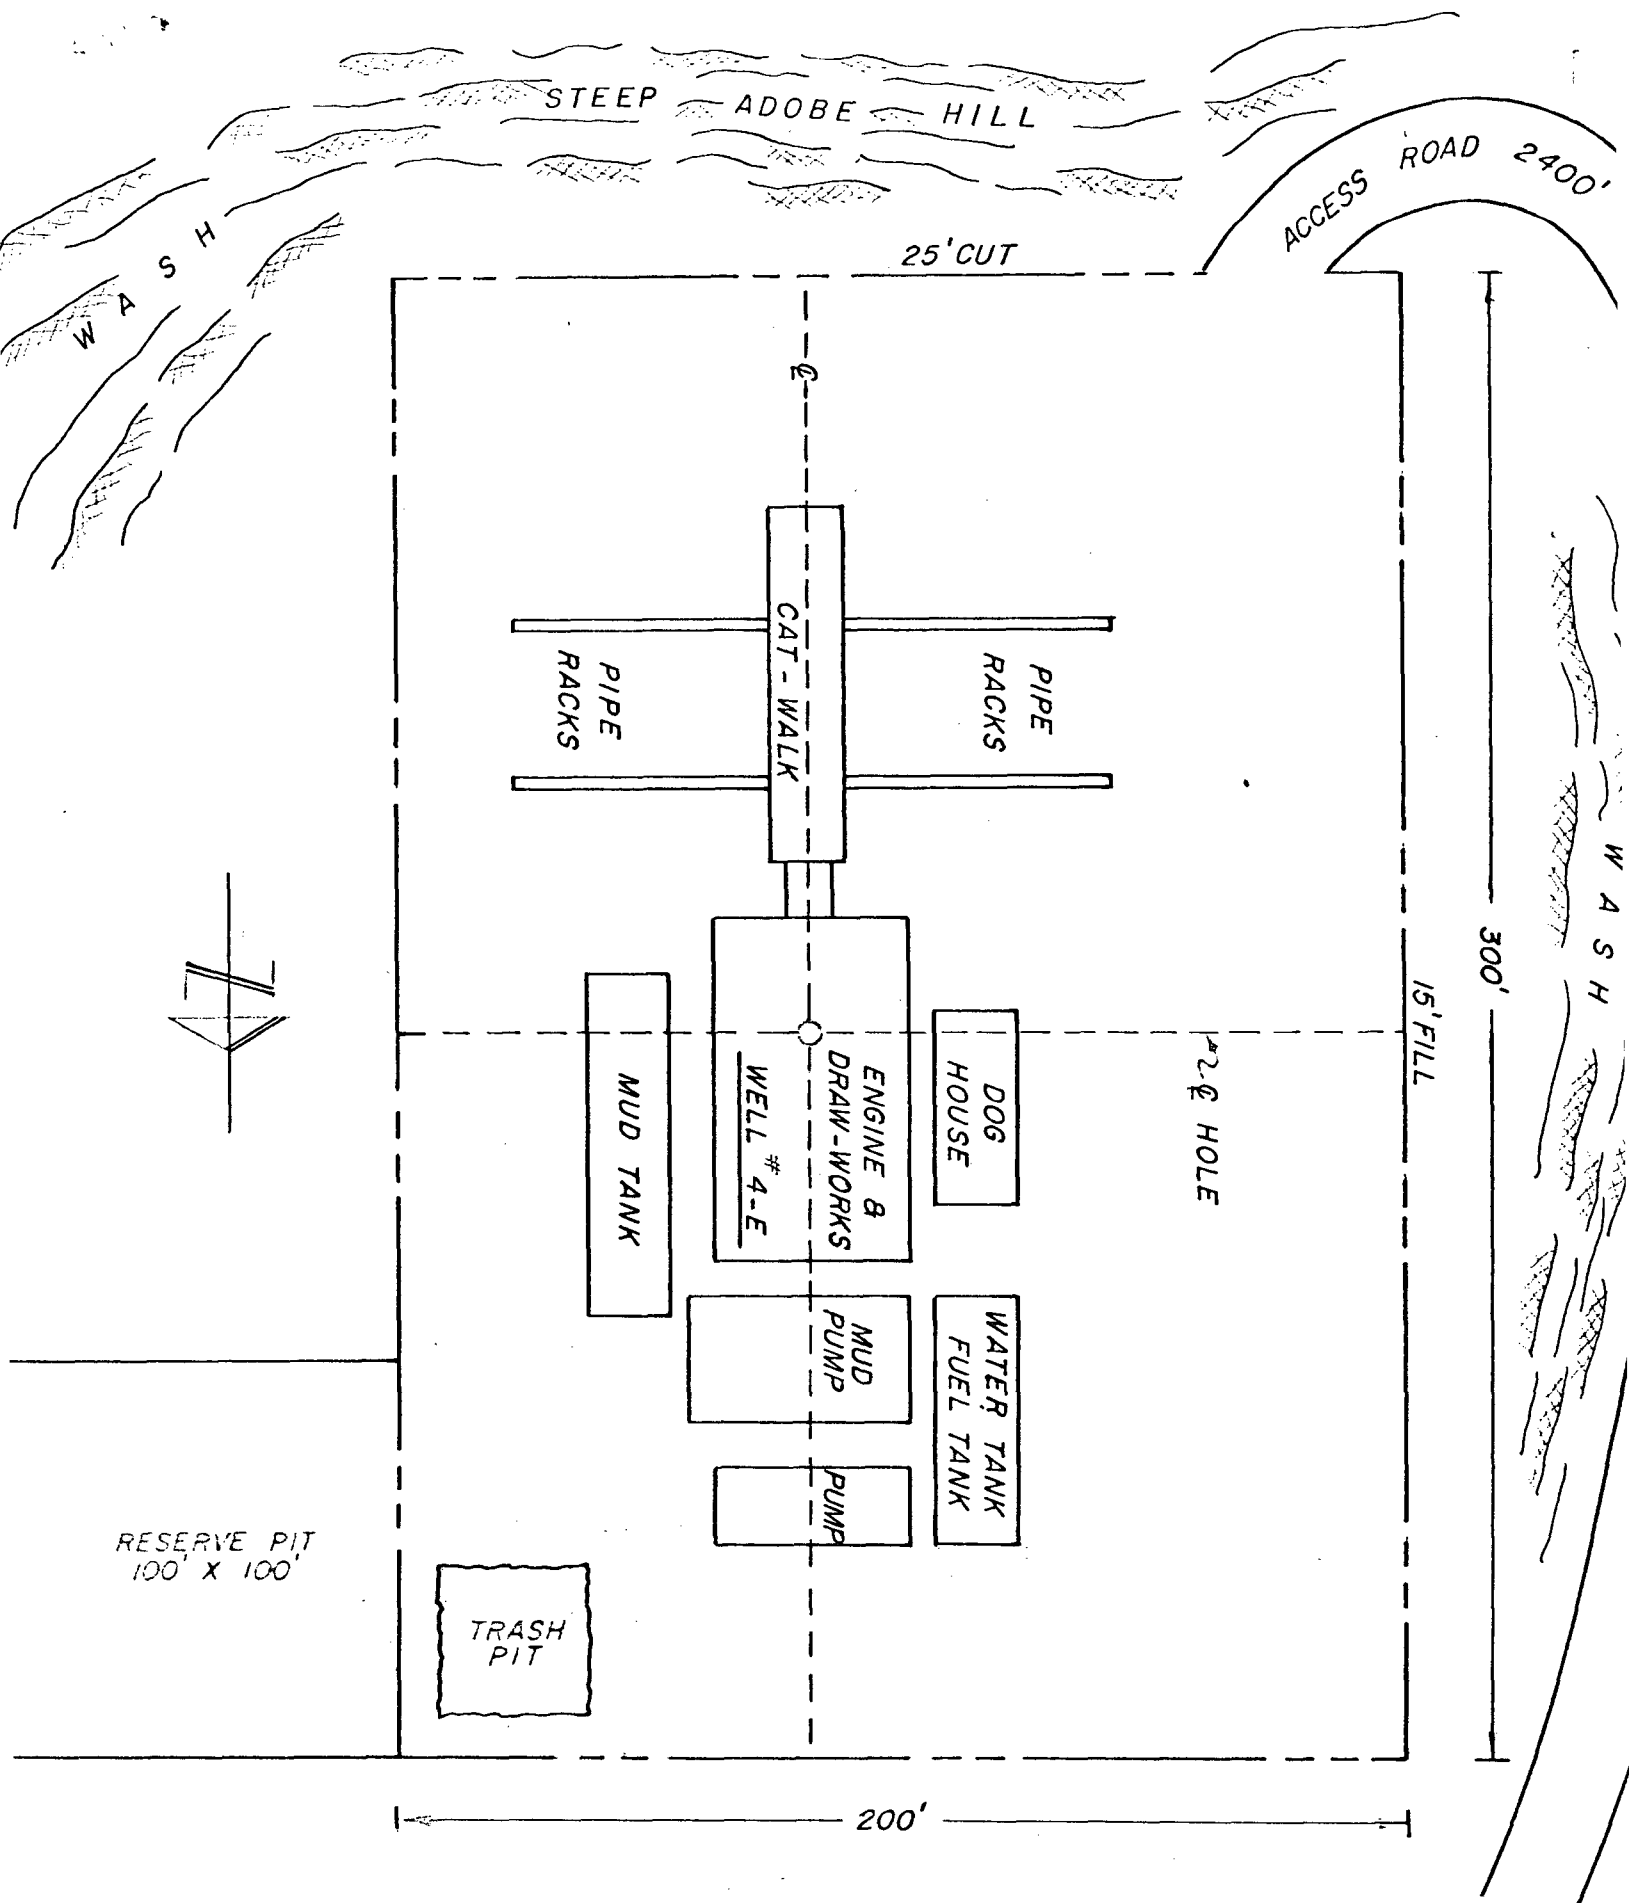 STEEP ADOBE HILL
ACCESS ROAD 2400'
WASH
25' CUT
℄
CAT-WALK
PIPE
RACKS
PIPE
RACKS
WASH
300'
15' FILL
N
DOG
HOUSE
℄ HOLE
ENGINE &
DRAW-WORKS
WELL #4-E
MUD TANK
MUD
PUMP
WATER TANK
FUEL TANK
PUMP
RESERVE PIT
100' X 100'
TRASH
PIT
200'